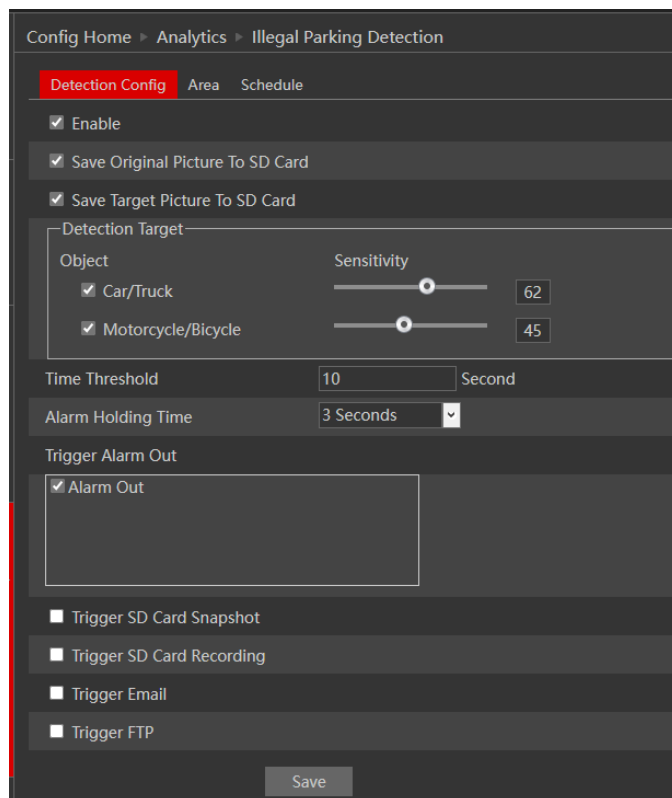 Config Home ▸ Analytics ▸ Illegal Parking Detection
Detection Config Area Schedule
Enable
Save Original Picture To SD Card
Save Target Picture To SD Card
Detection Target
Object Sensitivity
Car/Truck 62
Motorcycle/Bicycle 45
Time Threshold 10 Second
Alarm Holding Time 3 Seconds
Trigger Alarm Out
Alarm Out
Trigger SD Card Snapshot
Trigger SD Card Recording
Trigger Email
Trigger FTP
Save